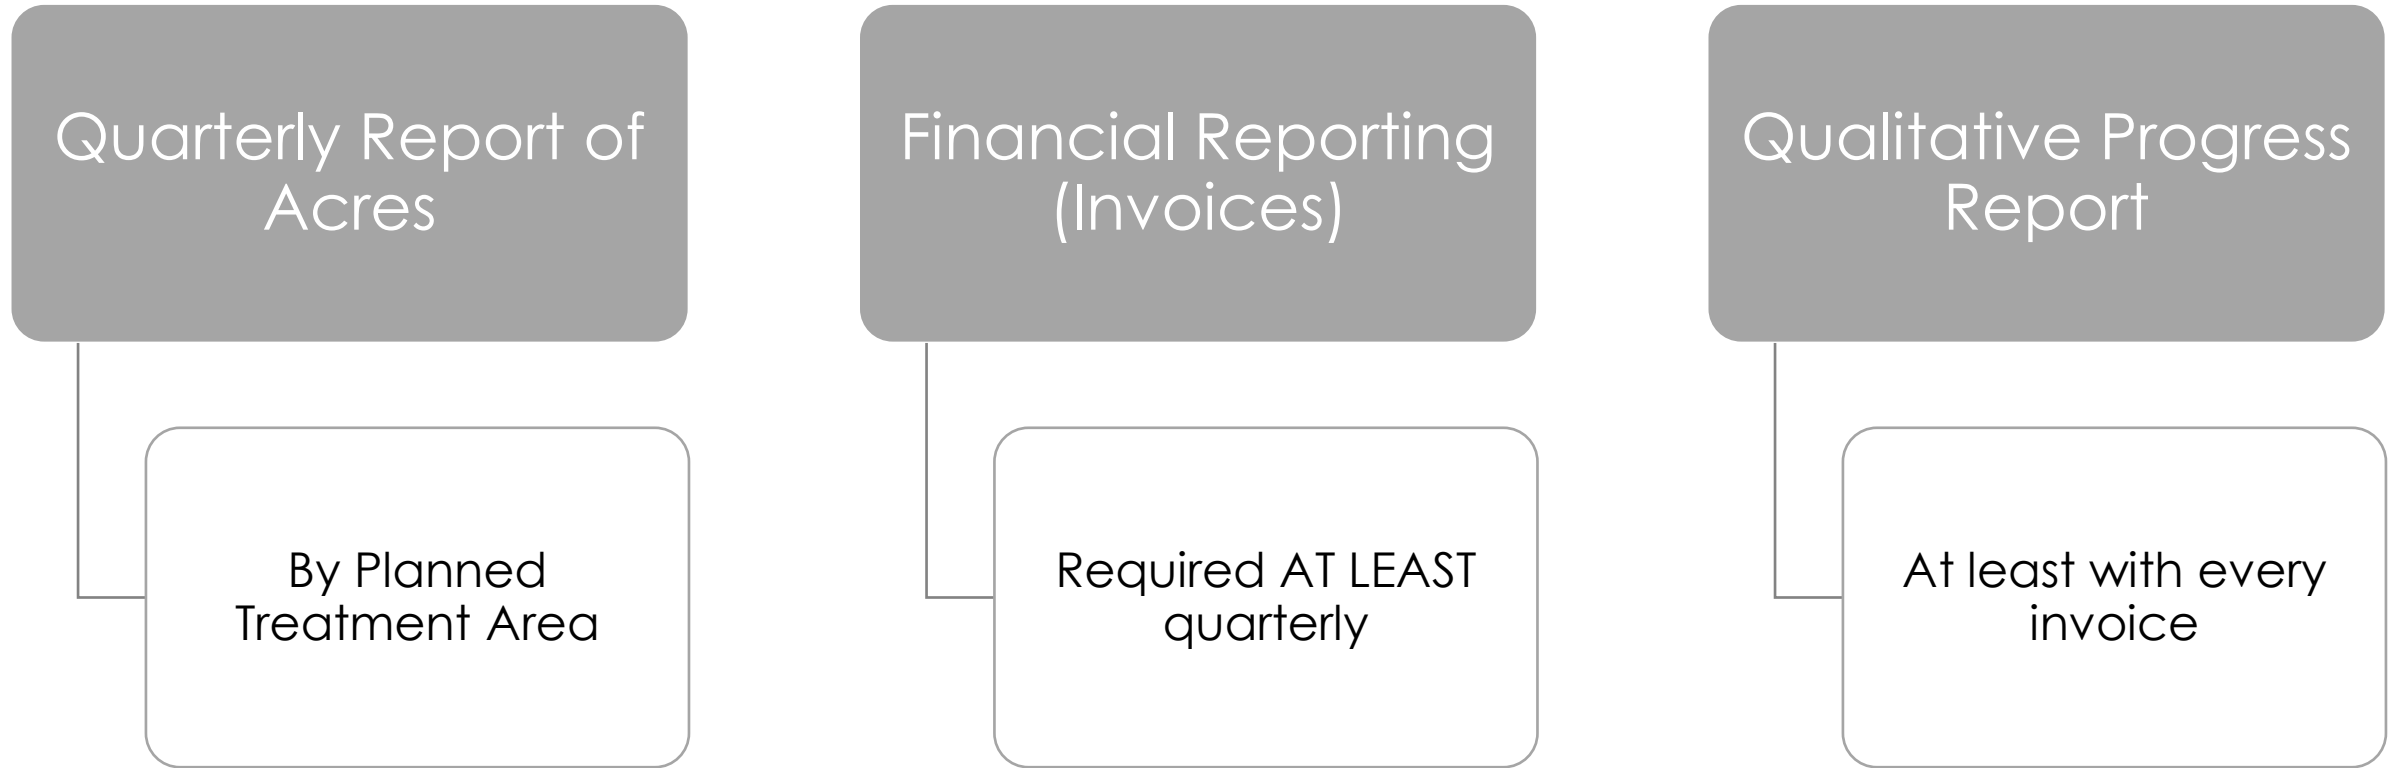 Quarterly Report of
Acres
By Planned
Treatment Area
Financial Reporting
(Invoices)
Required AT LEAST
quarterly
Qualitative Progress
Report
At least with every
invoice